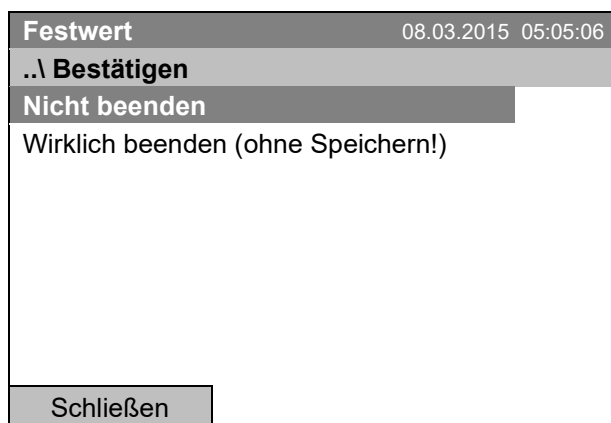 Festwert 08.03.2015 05:05:06
..\ Bestätigen
Nicht beenden
Wirklich beenden (ohne Speichern!)
Schließen